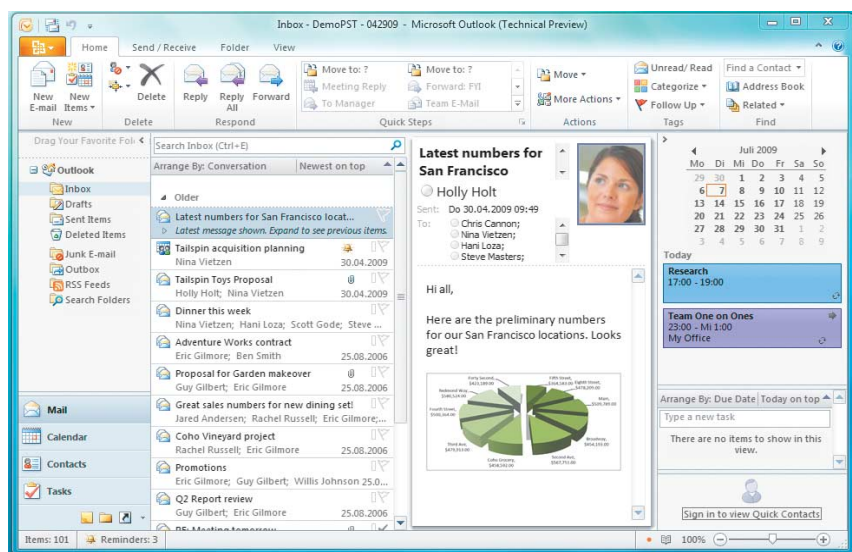 Inbox - DemoPST - 042909 - Microsoft Outlook (Technical Preview)
Home Send / Receive Folder View
New E-mail
New Items
New
Delete
Delete
Reply
Reply All
Forward
Respond
Move to: ?
Meeting Reply
To Manager
Move to: ?
Forward: FYI
Team E-Mail
Quick Steps
Move
More Actions
Actions
Unread/ Read
Categorize
Follow Up
Tags
Find a Contact
Address Book
Related
Find
Drag Your Favorite Fol
Outlook
Inbox
Drafts
Sent Items
Deleted Items
Junk E-mail
Outbox
RSS Feeds
Search Folders
Mail
Calendar
Contacts
Tasks
Search Inbox (Ctrl+E)
Arrange By: Conversation Newest on top
Older
Latest numbers for San Francisco locat...
Latest message shown. Expand to see previous items.
Tailspin acquisition planning
Nina Vietzen 30.04.2009
Tailspin Toys Proposal
Holly Holt; Nina Vietzen 30.04.2009
Dinner this week
Nina Vietzen; Hani Loza; Scott Gode; Steve ...
Adventure Works contract
Eric Gilmore; Ben Smith 25.08.2006
Proposal for Garden makeover
Guy Gilbert; Eric Gilmore 25.08.2006
Great sales numbers for new dining set!
Jared Andersen; Rachel Russell; Eric Gilmore;...
Coho Vineyard project
Rachel Russell; Eric Gilmore 25.08.2006
Promotions
Eric Gilmore; Guy Gilbert; Willis Johnson 25.0...
Q2 Report review
Eric Gilmore; Guy Gilbert 25.08.2006
RE: Meeting tomorrow
Latest numbers for
San Francisco
Holly Holt
Sent: Do 30.04.2009 09:49
To: Chris Cannon;
Nina Vietzen;
Hani Loza;
Steve Masters;
Hi all,
Here are the preliminary numbers
for our San Francisco locations. Looks
great!
Juli 2009
Mo Di Mi Do Fr Sa So
29 30 1 2 3 4 5
6 7 8 9 10 11 12
13 14 15 16 17 18 19
20 21 22 23 24 25 26
27 28 29 30 31 1 2
3 4 5 6 7 8 9
Today
Research
17:00 - 19:00
Team One on Ones
23:00 - Mi 1:00
My Office
Arrange By: Due Date Today on top
Type a new task
There are no items to show in this
view.
Sign in to view Quick Contacts
Items: 101 Reminders: 3
100%